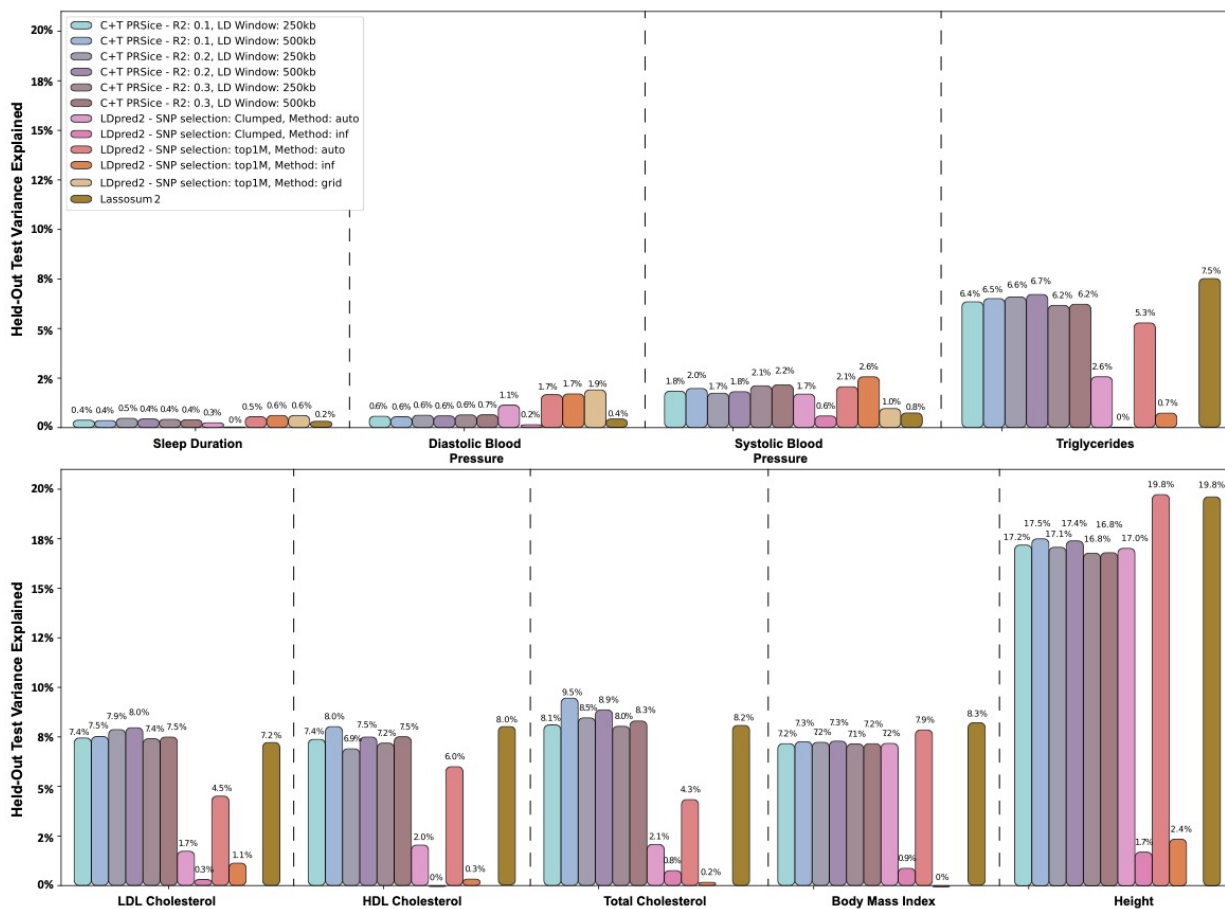 20%
18%
15%
12%
10%
8%
5%
2%
0%
Held-Out Test Variance Explained
C+T PRSice - R2: 0.1, LD Window: 250kb
C+T PRSice - R2: 0.1, LD Window: 500kb
C+T PRSice - R2: 0.2, LD Window: 250kb
C+T PRSice - R2: 0.2, LD Window: 500kb
C+T PRSice - R2: 0.3, LD Window: 250kb
C+T PRSice - R2: 0.3, LD Window: 500kb
LDpred2 - SNP selection: Clumped, Method: auto
LDpred2 - SNP selection: Clumped, Method: inf
LDpred2 - SNP selection: top1M, Method: auto
LDpred2 - SNP selection: top1M, Method: inf
LDpred2 - SNP selection: top1M, Method: grid
Lassosum 2
0.4% 0.4% 0.5% 0.4% 0.4% 0.4% 0.3% 0% 0.5% 0.6% 0.6% 0.2%
0.6% 0.6% 0.6% 0.6% 0.6% 0.7% 1.1% 0.2% 1.7% 1.7% 1.9% 0.4%
1.8% 2.0% 1.7% 1.8% 2.1% 2.2% 1.7% 0.6% 2.1% 2.6% 1.0% 0.8%
6.4% 6.5% 6.6% 6.7% 6.2% 6.2% 2.6% 0% 5.3% 0.7% 7.5%
Sleep Duration
Diastolic Blood
Pressure
Systolic Blood
Pressure
Triglycerides
20%
18%
15%
12%
10%
8%
5%
2%
0%
Held-Out Test Variance Explained
7.4% 7.5% 7.9% 8.0% 7.4% 7.5% 1.7% 0.3% 4.5% 1.1% 7.2%
7.4% 8.0% 6.9% 7.5% 7.2% 7.5% 2.0% 0% 6.0% 0.3% 8.0%
8.1% 9.5% 8.5% 8.9% 8.0% 8.3% 2.1% 0.8% 4.3% 0.2% 8.2%
7.2% 7.3% 7.2% 7.3% 7.1% 7.2% 7.2% 0.9% 7.9% 0% 8.3%
17.2% 17.5% 17.1% 17.4% 16.8% 16.8% 17.0% 1.7% 19.8% 2.4% 19.8%
LDL Cholesterol
HDL Cholesterol
Total Cholesterol
Body Mass Index
Height